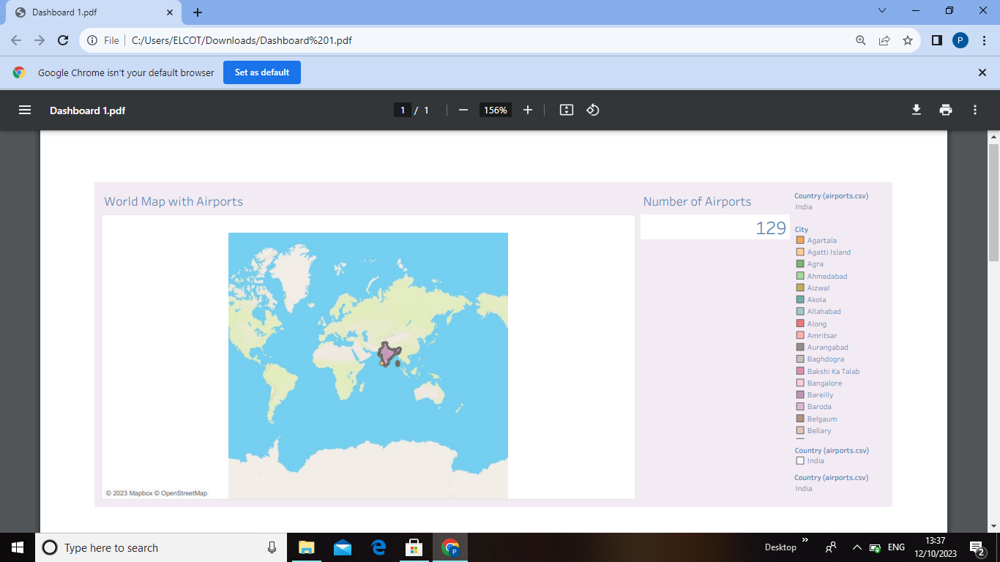 Dashboard 1.pdf
File
C:/Users/ELCOT/Downloads/Dashboard%201.pdf
P
Google Chrome isn't your default browser
Set as default
Dashboard 1.pdf
1 / 1
156%
World Map with Airports
© 2023 Mapbox © OpenStreetMap
Number of Airports
129
Country (airports.csv)
India
City
Agartala
Agatti Island
Agra
Ahmedabad
Aizwal
Akola
Allahabad
Along
Amritsar
Aurangabad
Baghdogra
Bakshi Ka Talab
Bangalore
Bareilly
Baroda
Belgaum
Bellary
Country (airports.csv)
India
Country (airports.csv)
India
Type here to search
P
Desktop
ENG
13:37
12/10/2023
2